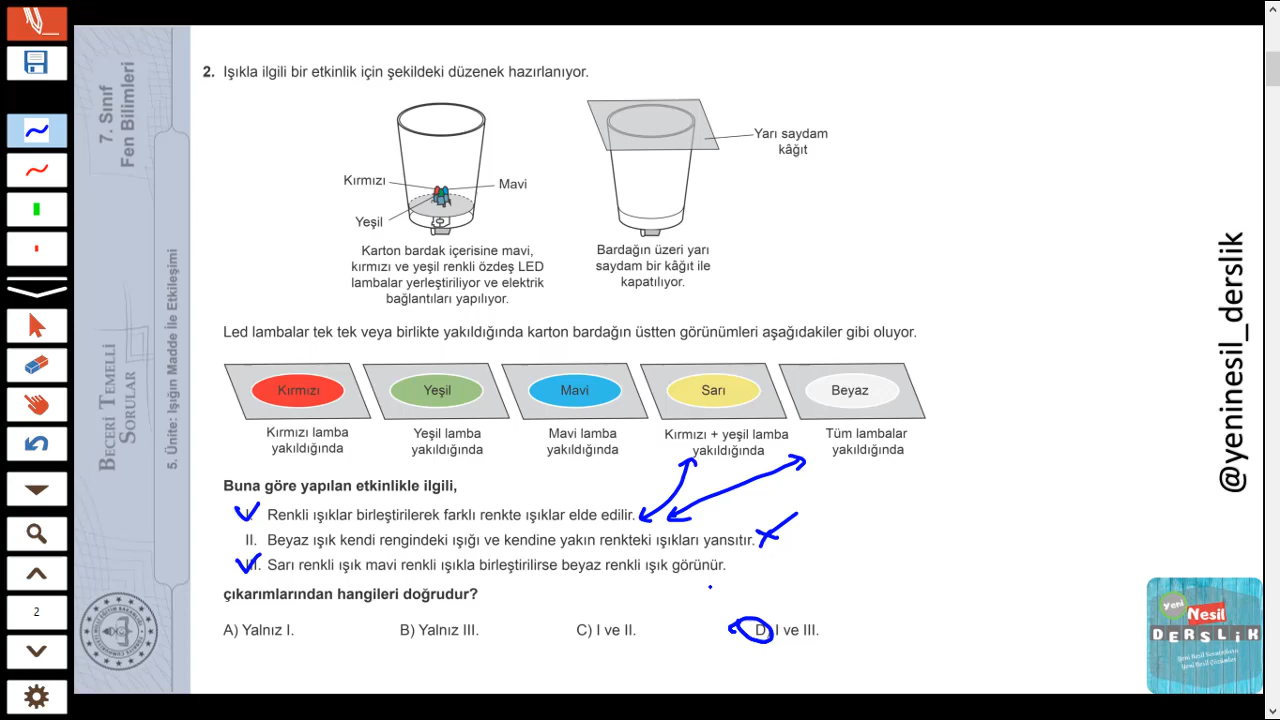 2. Işıkla ilgili bir etkinlik için şekildeki düzenek hazırlanıyor.
Kırmızı
Mavi
Yeşil
Yarı saydam
kâğıt
Karton bardak içerisine mavi,
kırmızı ve yeşil renkli özdeş LED
lambalar yerleştiriliyor ve elektrik
bağlantıları yapılıyor.
Bardağın üzeri yarı
saydam bir kâğıt ile
kapatılıyor.
Led lambalar tek tek veya birlikte yakıldığında karton bardağın üstten görünümleri aşağıdakiler gibi oluyor.
Kırmızı Yeşil Mavi Sarı Beyaz
Kırmızı lamba
yakıldığında
Yeşil lamba
yakıldığında
Mavi lamba
yakıldığında
Kırmızı + yeşil lamba
yakıldığında
Tüm lambalar
yakıldığında
Buna göre yapılan etkinlikle ilgili,
I. Renkli ışıklar birleştirilerek farklı renkte ışıklar elde edilir.
II. Beyaz ışık kendi rengindeki ışığı ve kendine yakın renkteki ışıkları yansıtır.
III. Sarı renkli ışık mavi renkli ışıkla birleştirilirse beyaz renkli ışık görünür.
çıkarımlarından hangileri doğrudur?
A) Yalnız I. B) Yalnız III. C) I ve II. D) I ve III.
7. Sınıf
Fen Bilimleri
5. Ünite: Işığın Madde İle Etkileşimi
BECERİ TEMELLİ
SORULAR
2
@yeninesil_derslik
Yeni
Nesil
DERSLİK